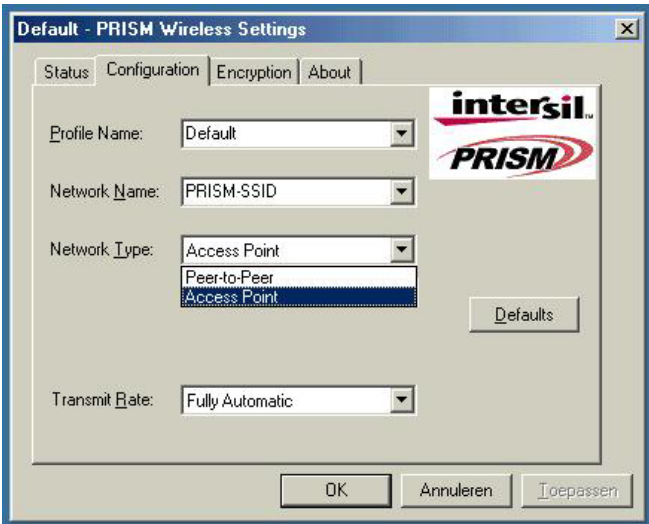 Default - PRISM Wireless Settings
Status Configuration Encryption About
intersil™
PRISM
Profile Name: Default
Network Name: PRISM-SSID
Network Type: Access Point
Peer-to-Peer
Access Point
Defaults
Transmit Rate: Fully Automatic
OK Annuleren Toepassen